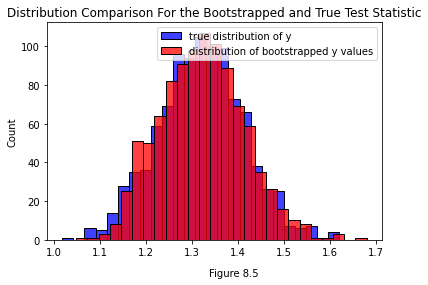 Distribution Comparison For the Bootstrapped and True Test Statistic
true distribution of y
distribution of bootstrapped y values
Count
100
80
60
40
20
0
1.0 1.1 1.2 1.3 1.4 1.5 1.6 1.7
Figure 8.5